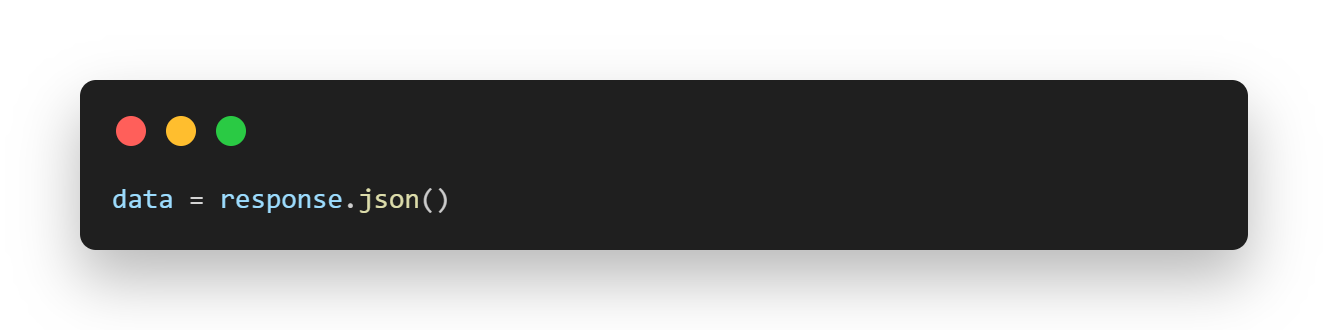 data = response.json()